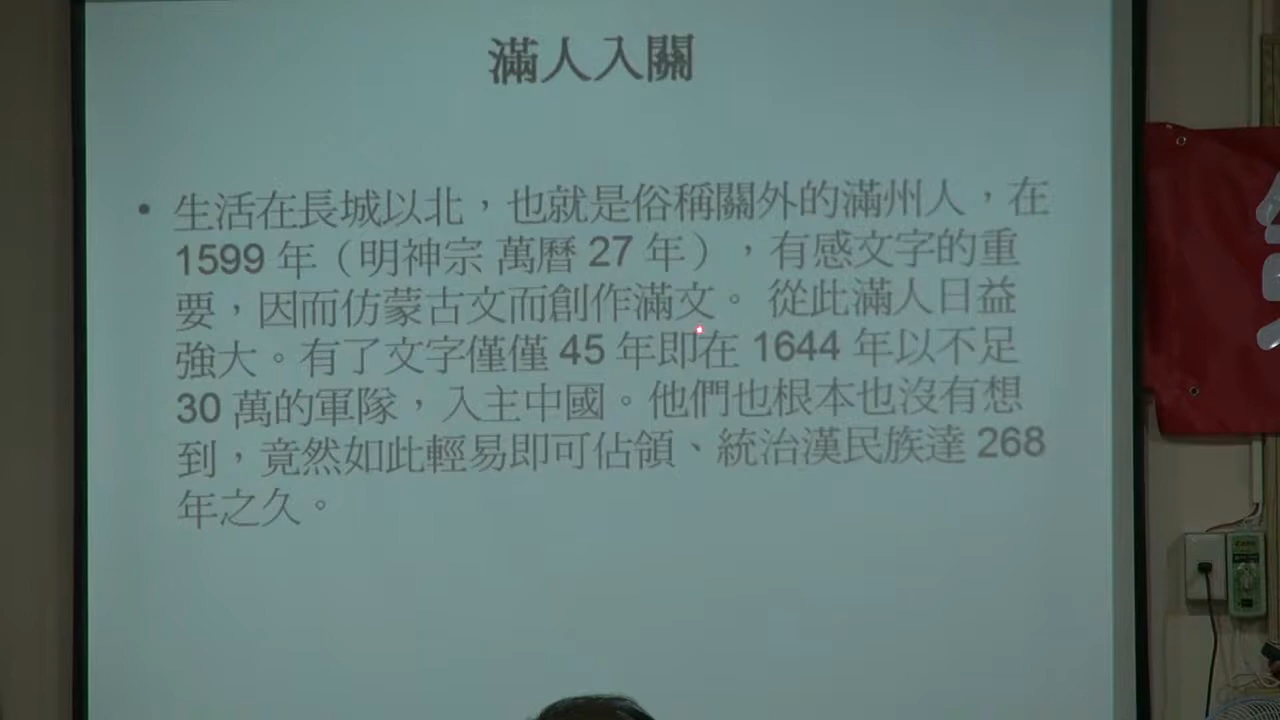 滿人入關
• 生活在長城以北，也就是俗稱關外的滿州人，在
1599 年（明神宗 萬曆 27 年），有感文字的重
要，因而仿蒙古文而創作滿文。 從此滿人日益
強大。有了文字僅僅 45 年即在 1644 年以不足
30 萬的軍隊，入主中國。他們也根本也沒有想
到，竟然如此輕易即可佔領、統治漢民族達 268
年之久。